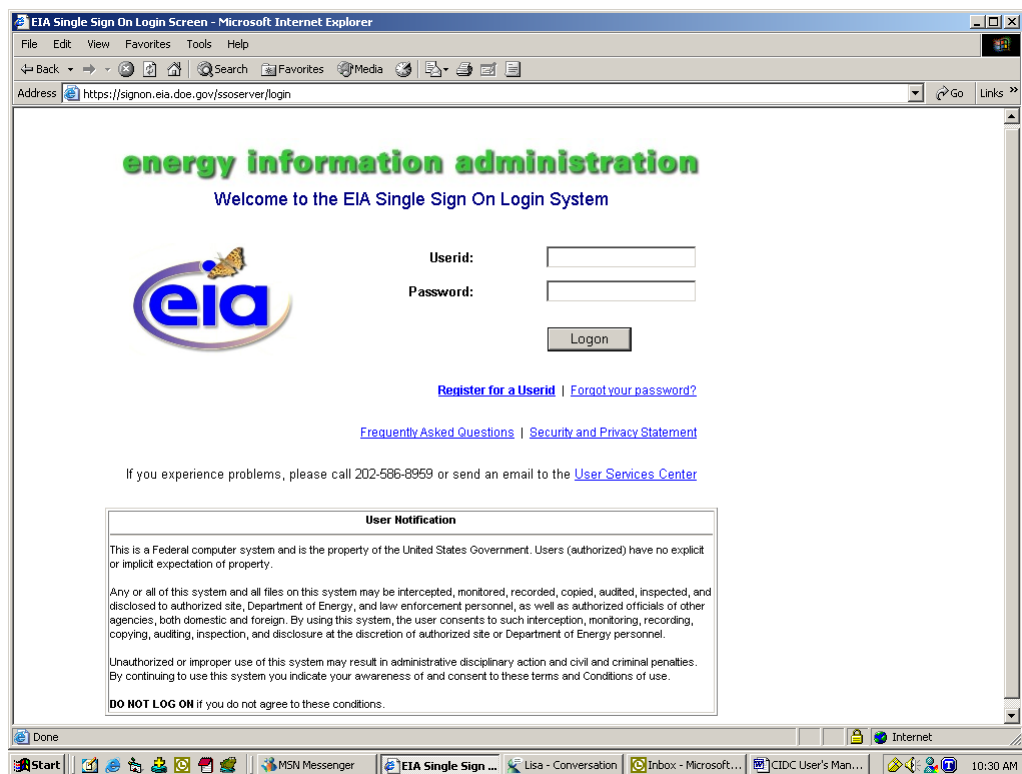 EIA Single Sign On Login Screen - Microsoft Internet Explorer
File Edit View Favorites Tools Help
Back Search Favorites Media
Address https://signon.eia.doe.gov/ssoserver/login Go Links »
energy information administration
Welcome to the EIA Single Sign On Login System
eia
Userid:
Password:
Logon
Register for a Userid | Forgot your password?
Frequently Asked Questions | Security and Privacy Statement
If you experience problems, please call 202-586-8959 or send an email to the User Services Center
User Notification
This is a Federal computer system and is the property of the United States Government. Users (authorized) have no explicit
or implicit expectation of property.
Any or all of this system and all files on this system may be intercepted, monitored, recorded, copied, audited, inspected, and
disclosed to authorized site, Department of Energy, and law enforcement personnel, as well as authorized officials of other
agencies, both domestic and foreign. By using this system, the user consents to such interception, monitoring, recording,
copying, auditing, inspection, and disclosure at the discretion of authorized site or Department of Energy personnel.
Unauthorized or improper use of this system may result in administrative disciplinary action and civil and criminal penalties.
By continuing to use this system you indicate your awareness of and consent to these terms and Conditions of use.
DO NOT LOG ON if you do not agree to these conditions.
Done Internet
Start MSN Messenger EIA Single Sign ... Lisa - Conversation Inbox - Microsoft... CIDC User's Man... 10:30 AM